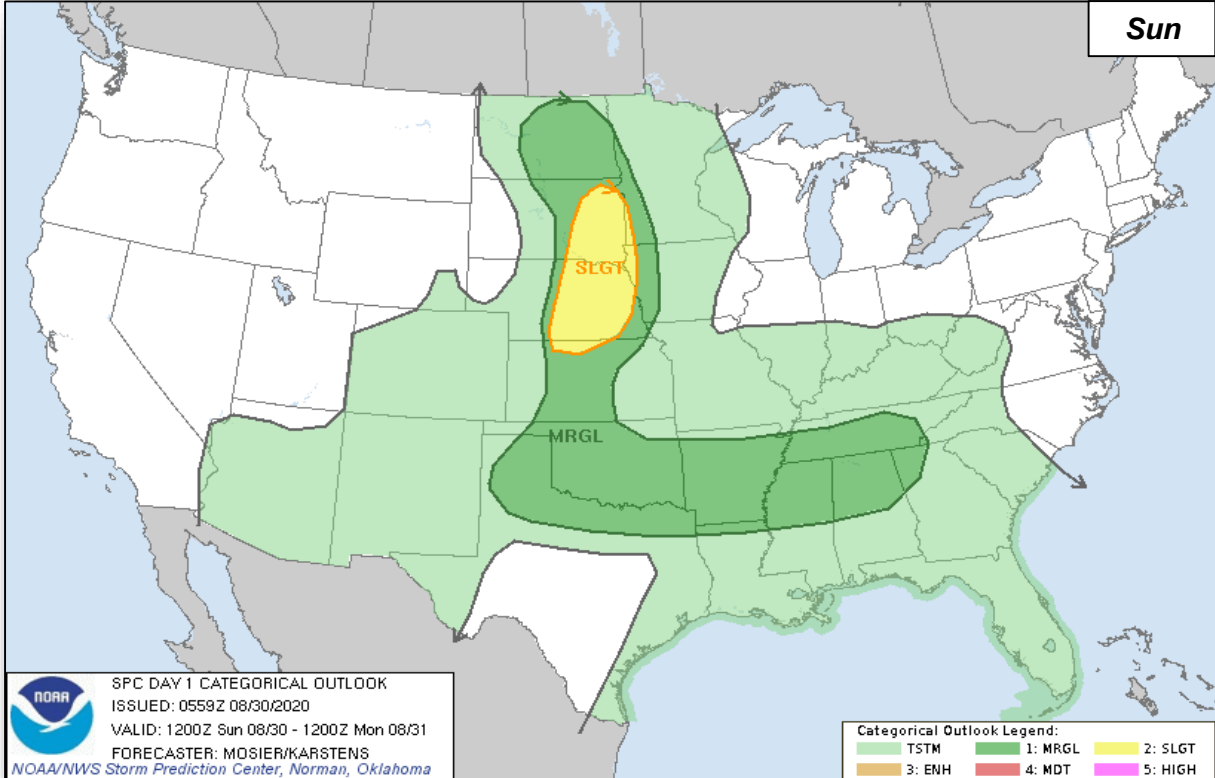 Sun
SLGT
MRGL
NOAA
SPC DAY 1 CATEGORICAL OUTLOOK
ISSUED: 0559Z 08/30/2020
VALID: 1200Z Sun 08/30 - 1200Z Mon 08/31
FORECASTER: MOSIER/KARSTENS
NOAA/NWS Storm Prediction Center, Norman, Oklahoma
Categorical Outlook Legend:
TSTM 1: MRGL 2: SLGT
3: ENH 4: MDT 5: HIGH